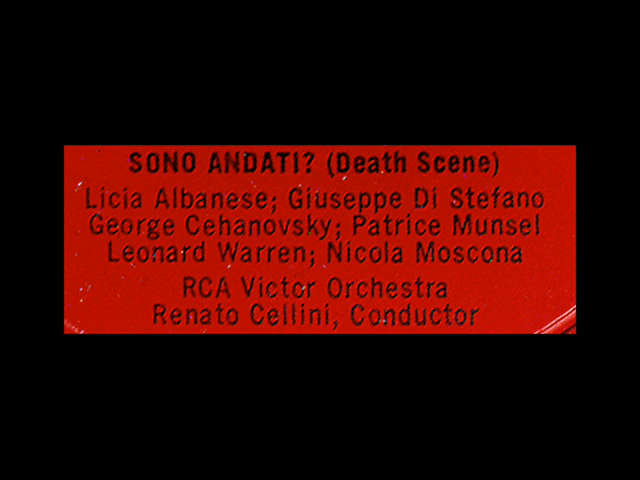 SONO ANDATI? (Death Scene)
Licia Albanese; Giuseppe Di Stefano
George Cehanovsky; Patrice Munsel
Leonard Warren; Nicola Moscona
RCA Victor Orchestra
Renato Cellini, Conductor